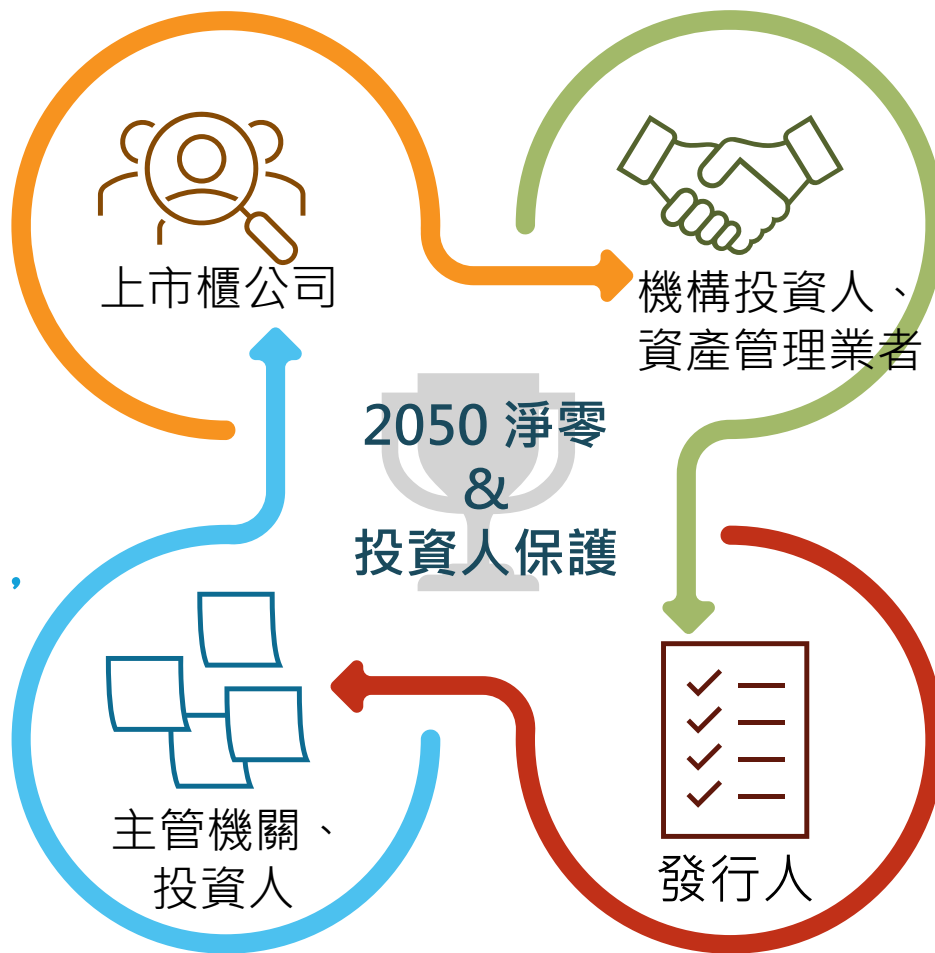 上市櫃公司
機構投資人、
資產管理業者
2050 淨零
&
投資人保護
，
主管機關、
投資人
發行人